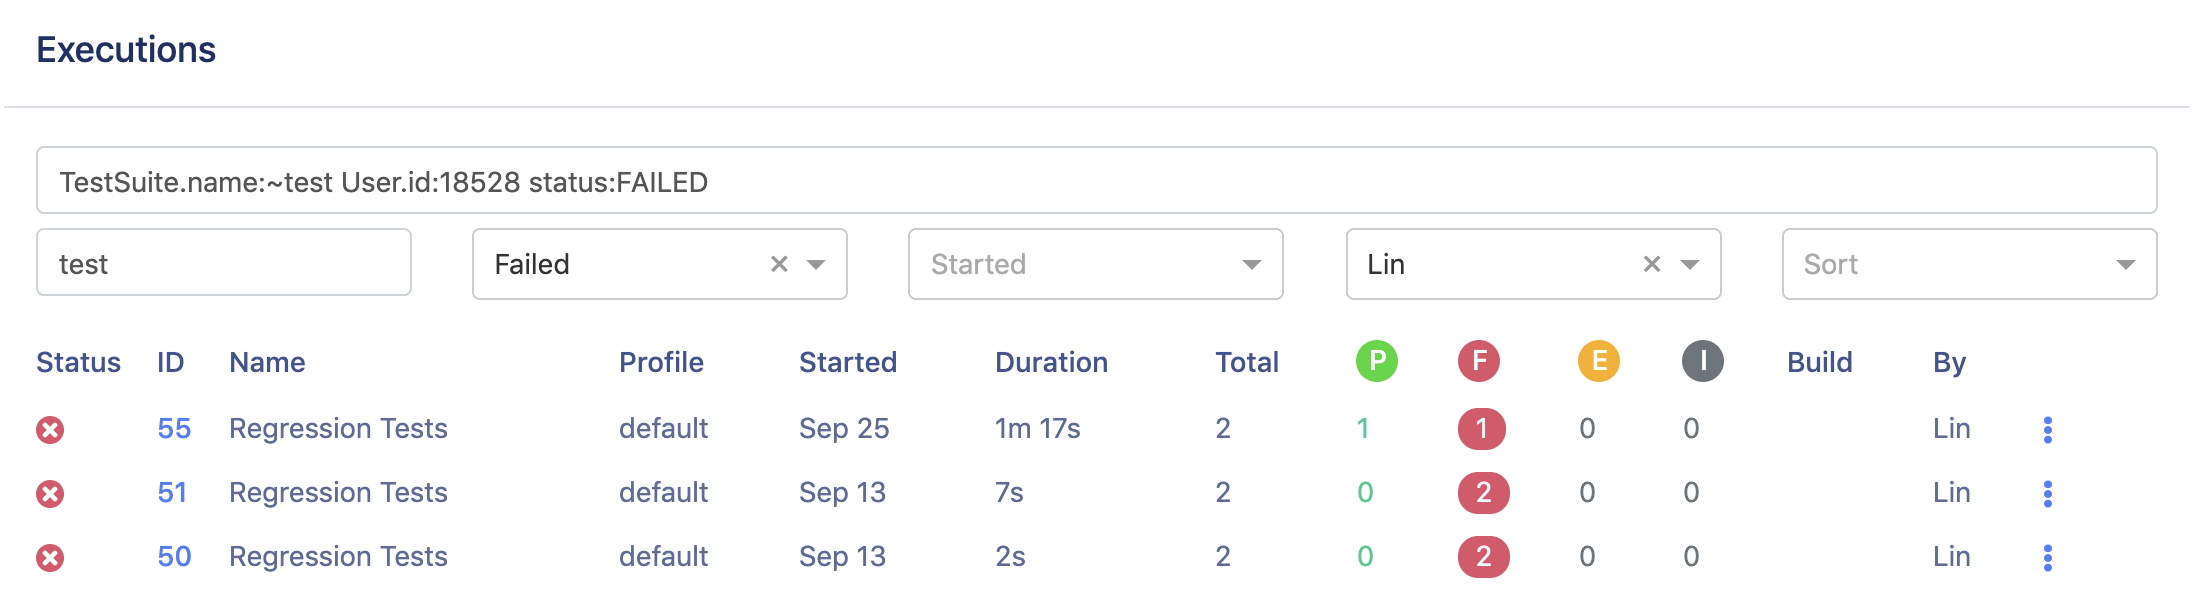 Executions
TestSuite.name:~test User.id:18528 status:FAILED
test Failed Started Lin Sort
Status ID Name Profile Started Duration Total P F E I Build By
55 Regression Tests default Sep 25 1m 17s 2 1 1 0 0 Lin
51 Regression Tests default Sep 13 7s 2 0 2 0 0 Lin
50 Regression Tests default Sep 13 2s 2 0 2 0 0 Lin